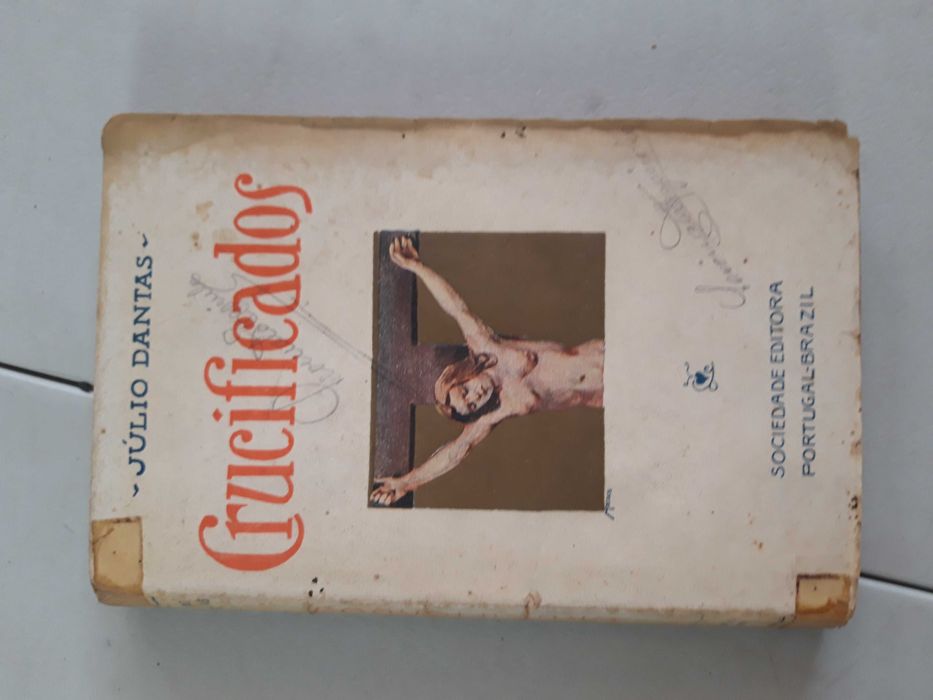 JÚLIO DANTAS
Crucificados
SOCIEDADE EDITORA
PORTUGAL-BRAZIL